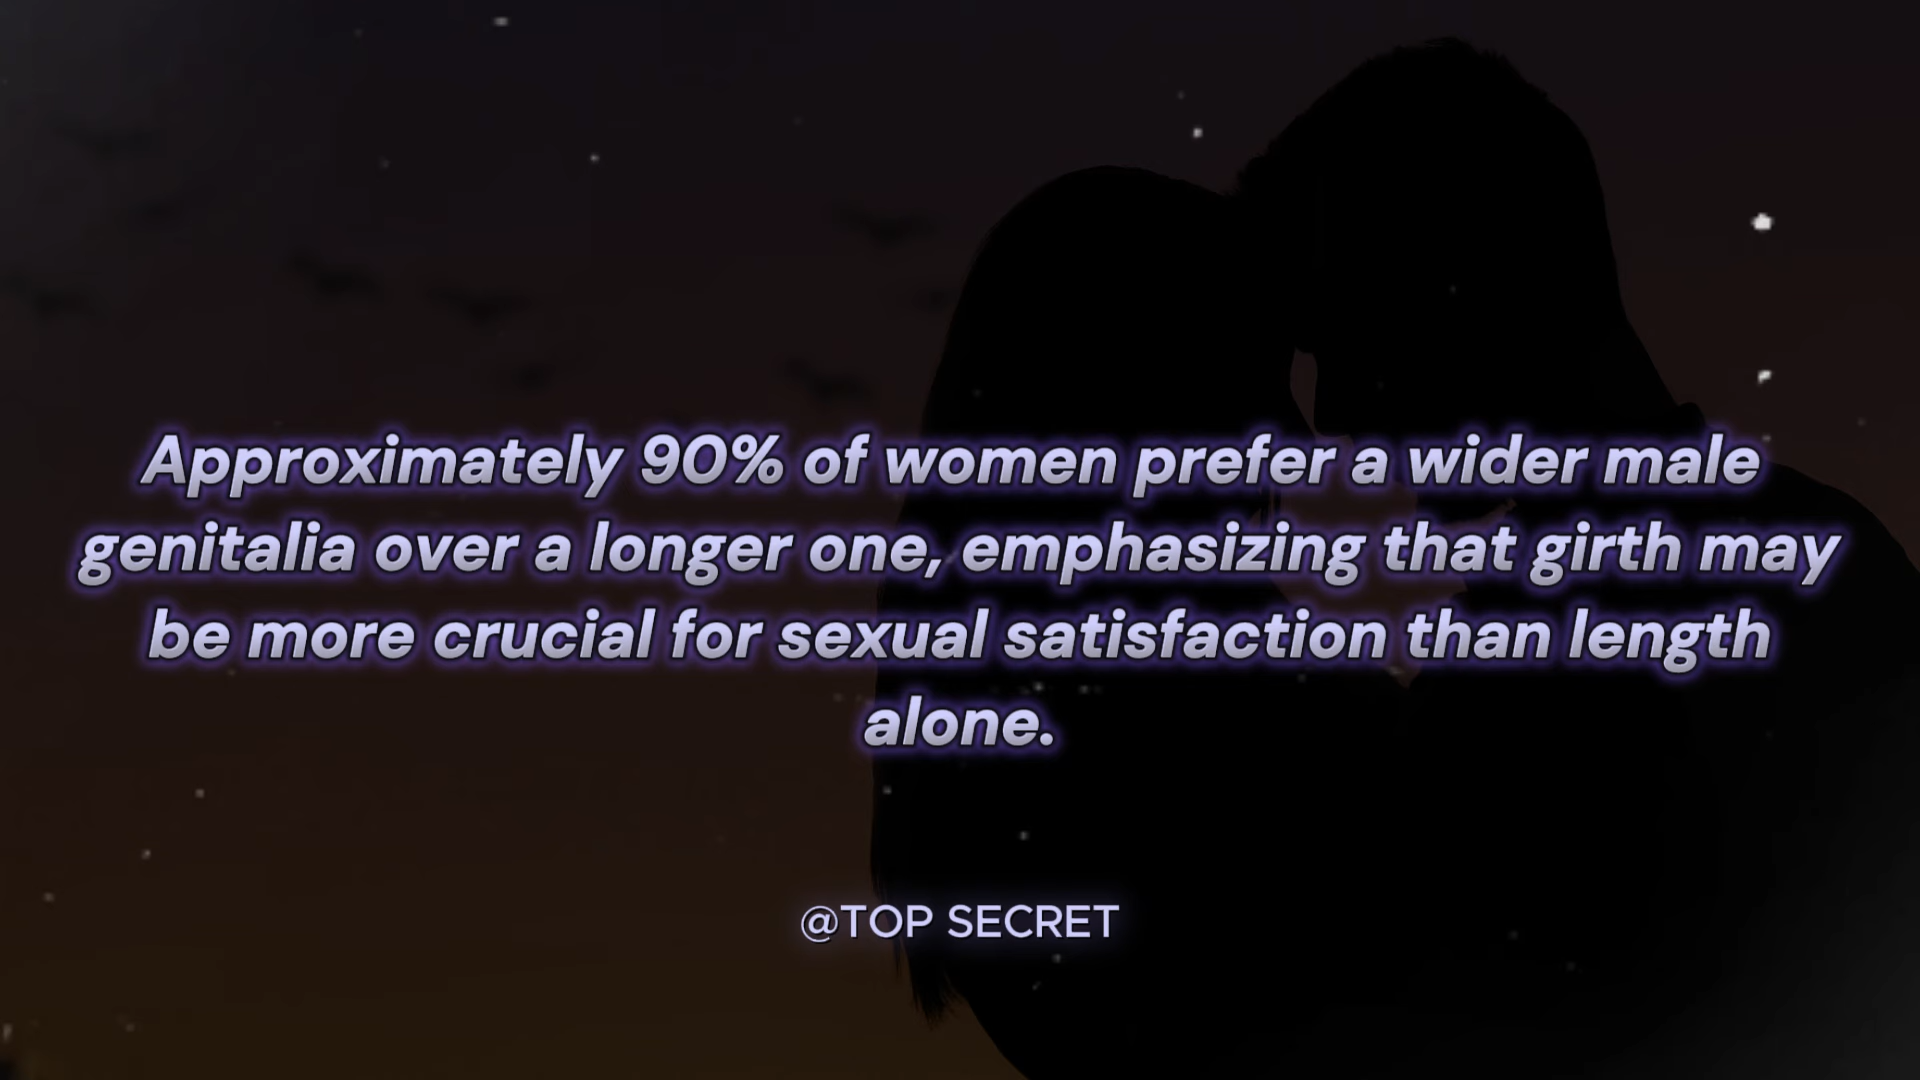 Approximately 90% of women prefer a wider male
genitalia over a longer one, emphasizing that girth may
be more crucial for sexual satisfaction than length
alone.
@TOP SECRET